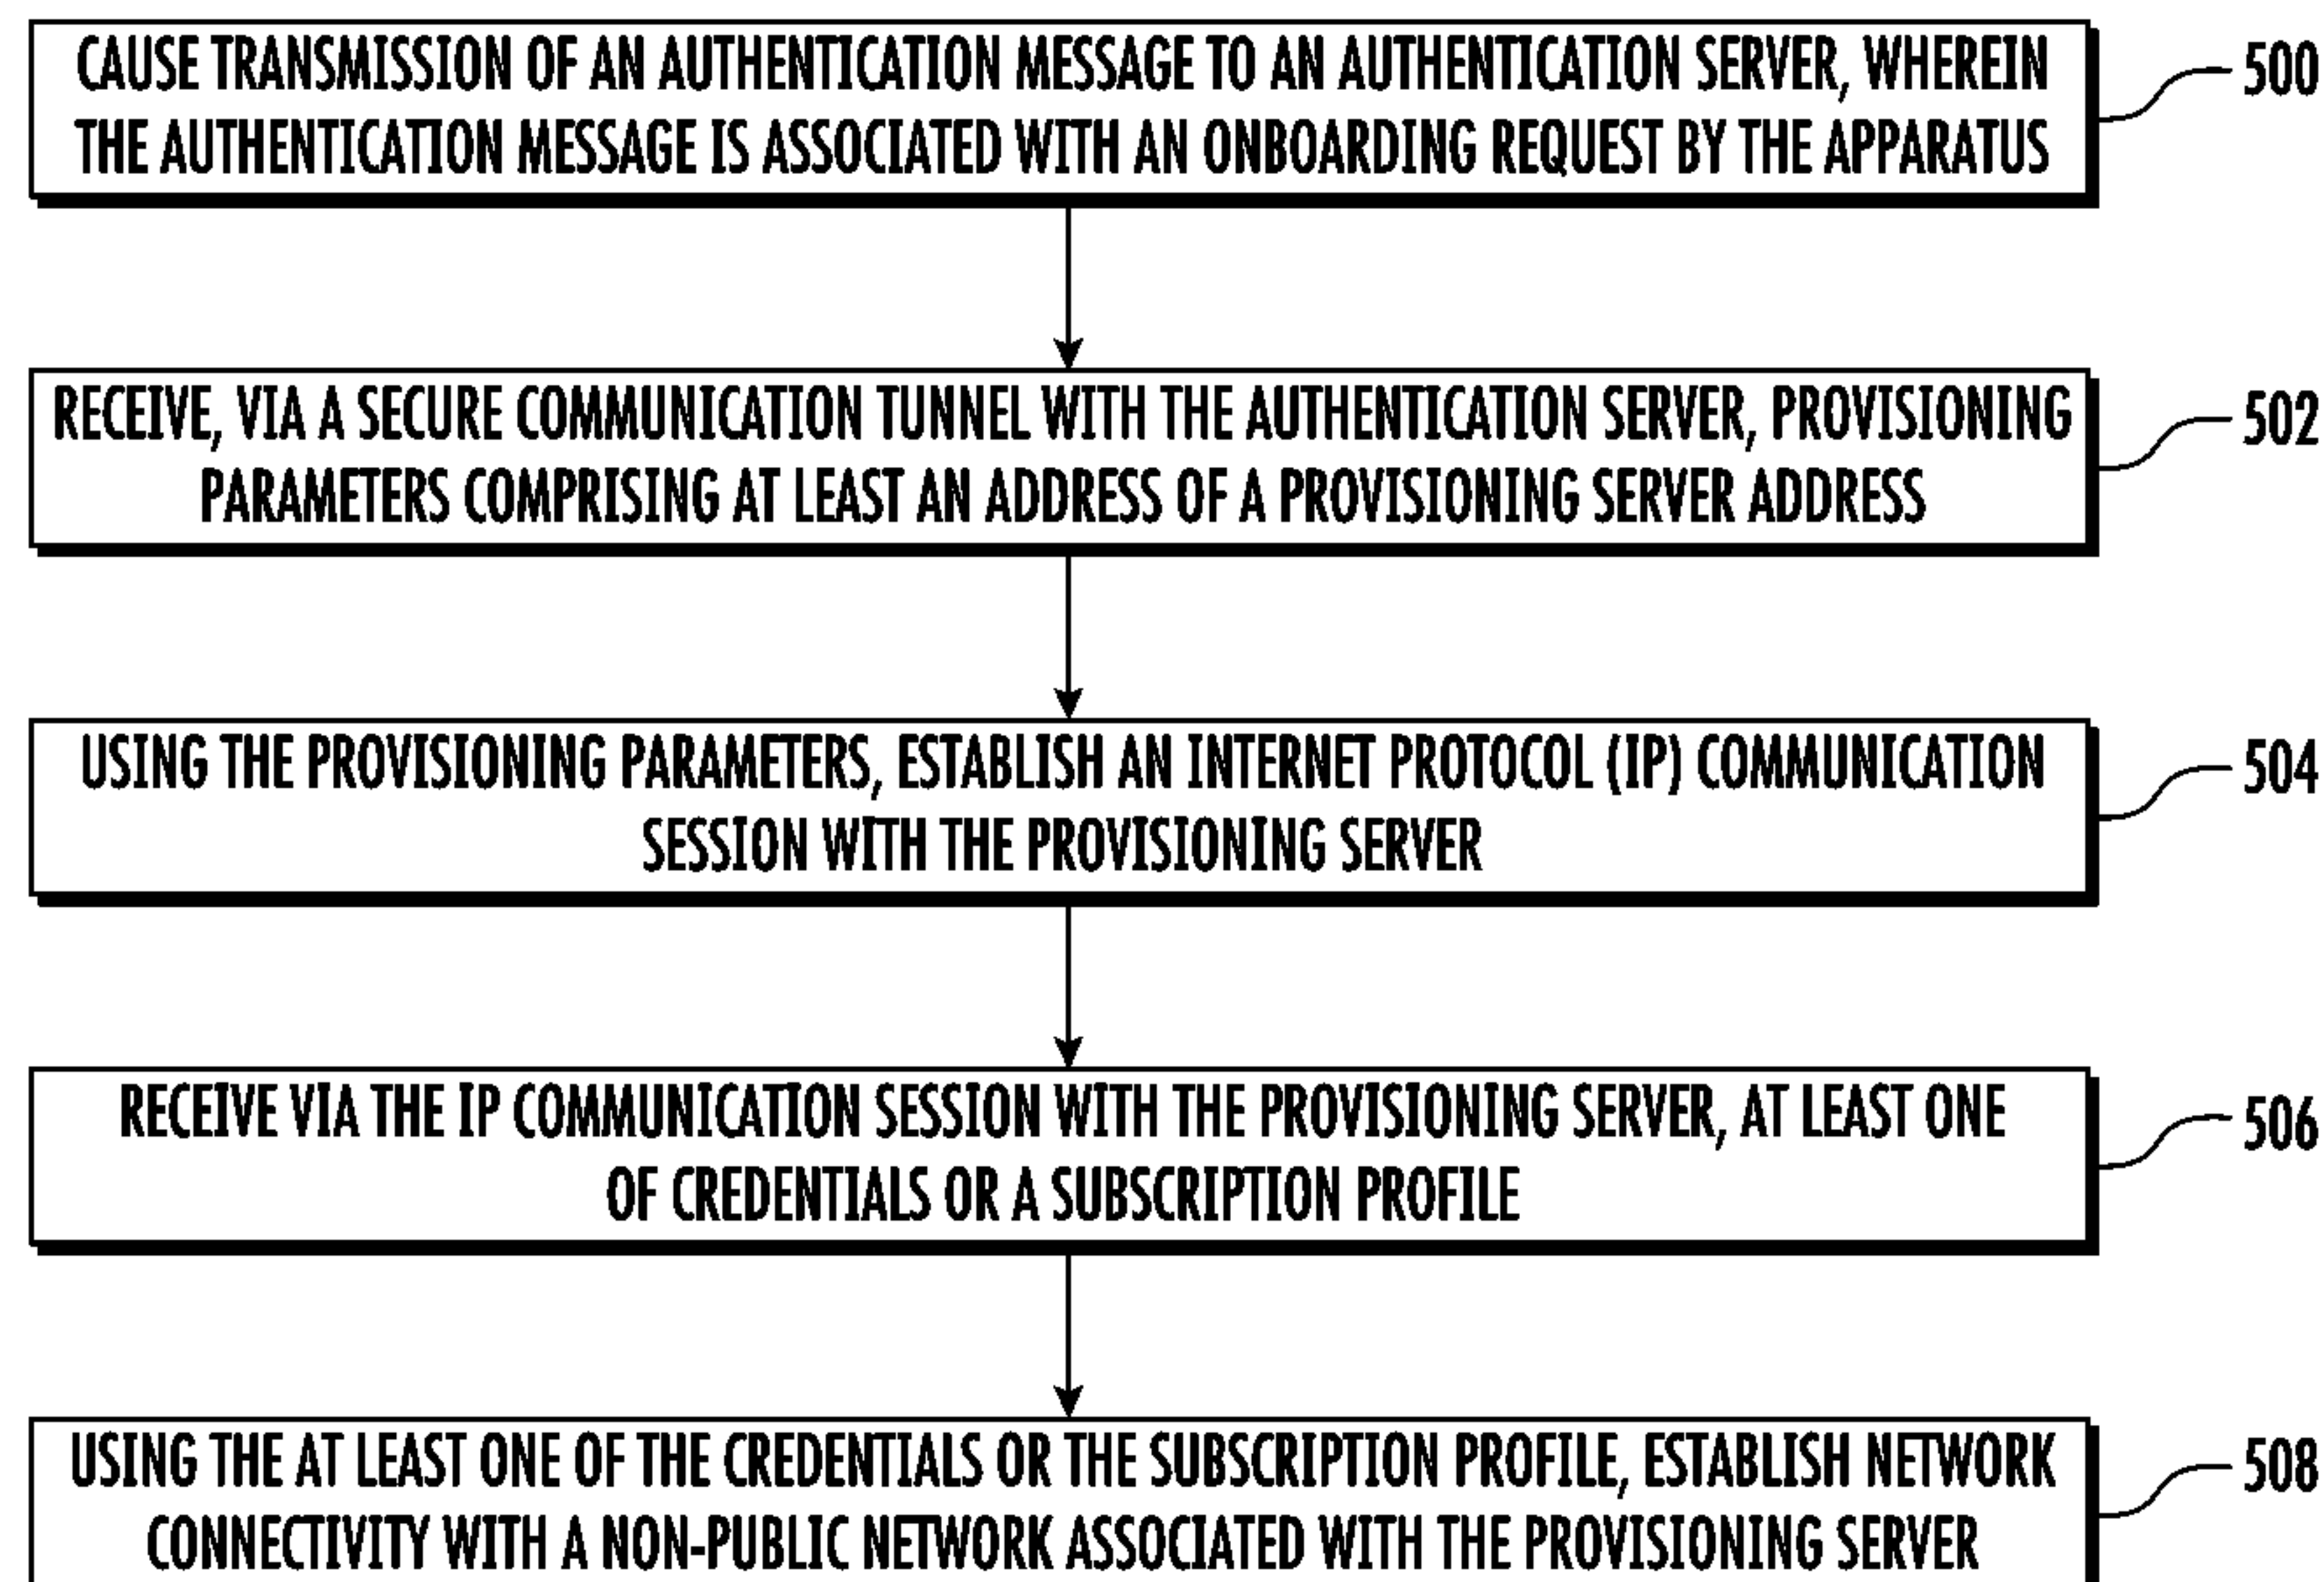 CAUSE TRANSMISSION OF AN AUTHENTICATION MESSAGE TO AN AUTHENTICATION SERVER, WHEREIN
THE AUTHENTICATION MESSAGE IS ASSOCIATED WITH AN ONBOARDING REQUEST BY THE APPARATUS
500
RECEIVE, VIA A SECURE COMMUNICATION TUNNEL WITH THE AUTHENTICATION SERVER, PROVISIONING
PARAMETERS COMPRISING AT LEAST AN ADDRESS OF A PROVISIONING SERVER ADDRESS
502
USING THE PROVISIONING PARAMETERS, ESTABLISH AN INTERNET PROTOCOL (IP) COMMUNICATION
SESSION WITH THE PROVISIONING SERVER
504
RECEIVE VIA THE IP COMMUNICATION SESSION WITH THE PROVISIONING SERVER, AT LEAST ONE
OF CREDENTIALS OR A SUBSCRIPTION PROFILE
506
USING THE AT LEAST ONE OF THE CREDENTIALS OR THE SUBSCRIPTION PROFILE, ESTABLISH NETWORK
CONNECTIVITY WITH A NON-PUBLIC NETWORK ASSOCIATED WITH THE PROVISIONING SERVER
508